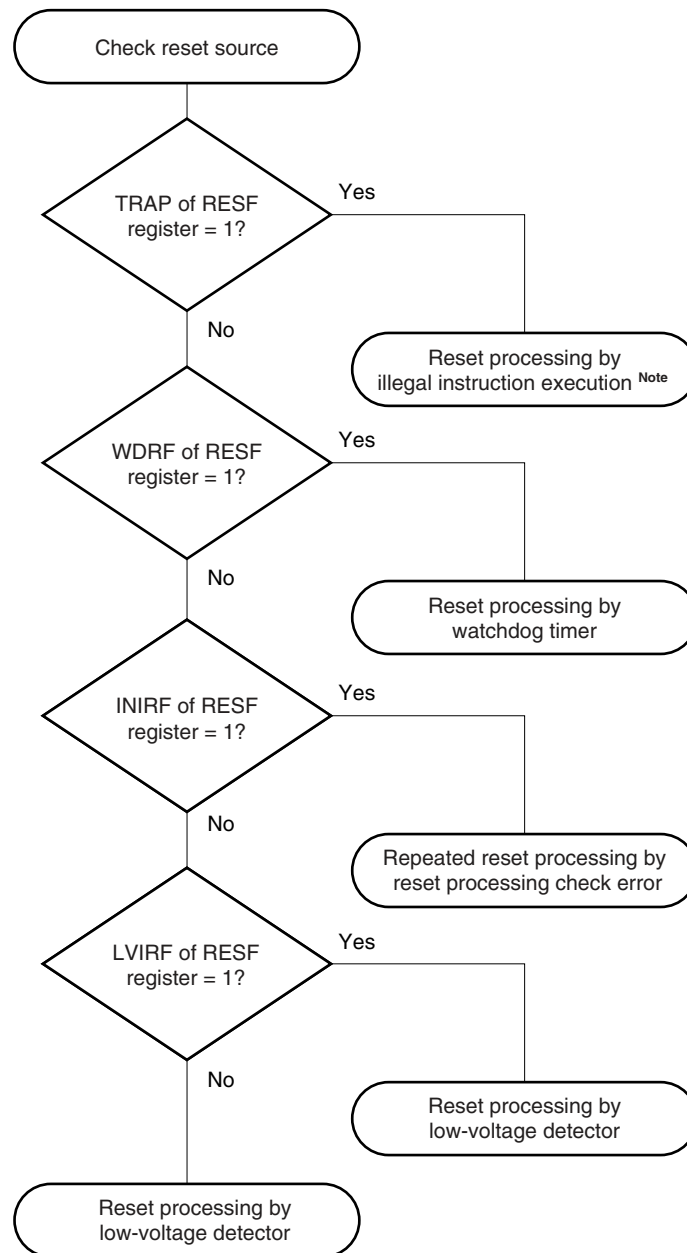 Check reset source
TRAP of RESF
register = 1?
Yes
No
Reset processing by
illegal instruction execution Note
WDRF of RESF
register = 1?
Yes
No
Reset processing by
watchdog timer
INIRF of RESF
register = 1?
Yes
No
Repeated reset processing by
reset processing check error
LVIRF of RESF
register = 1?
Yes
No
Reset processing by
low-voltage detector
Reset processing by
low-voltage detector